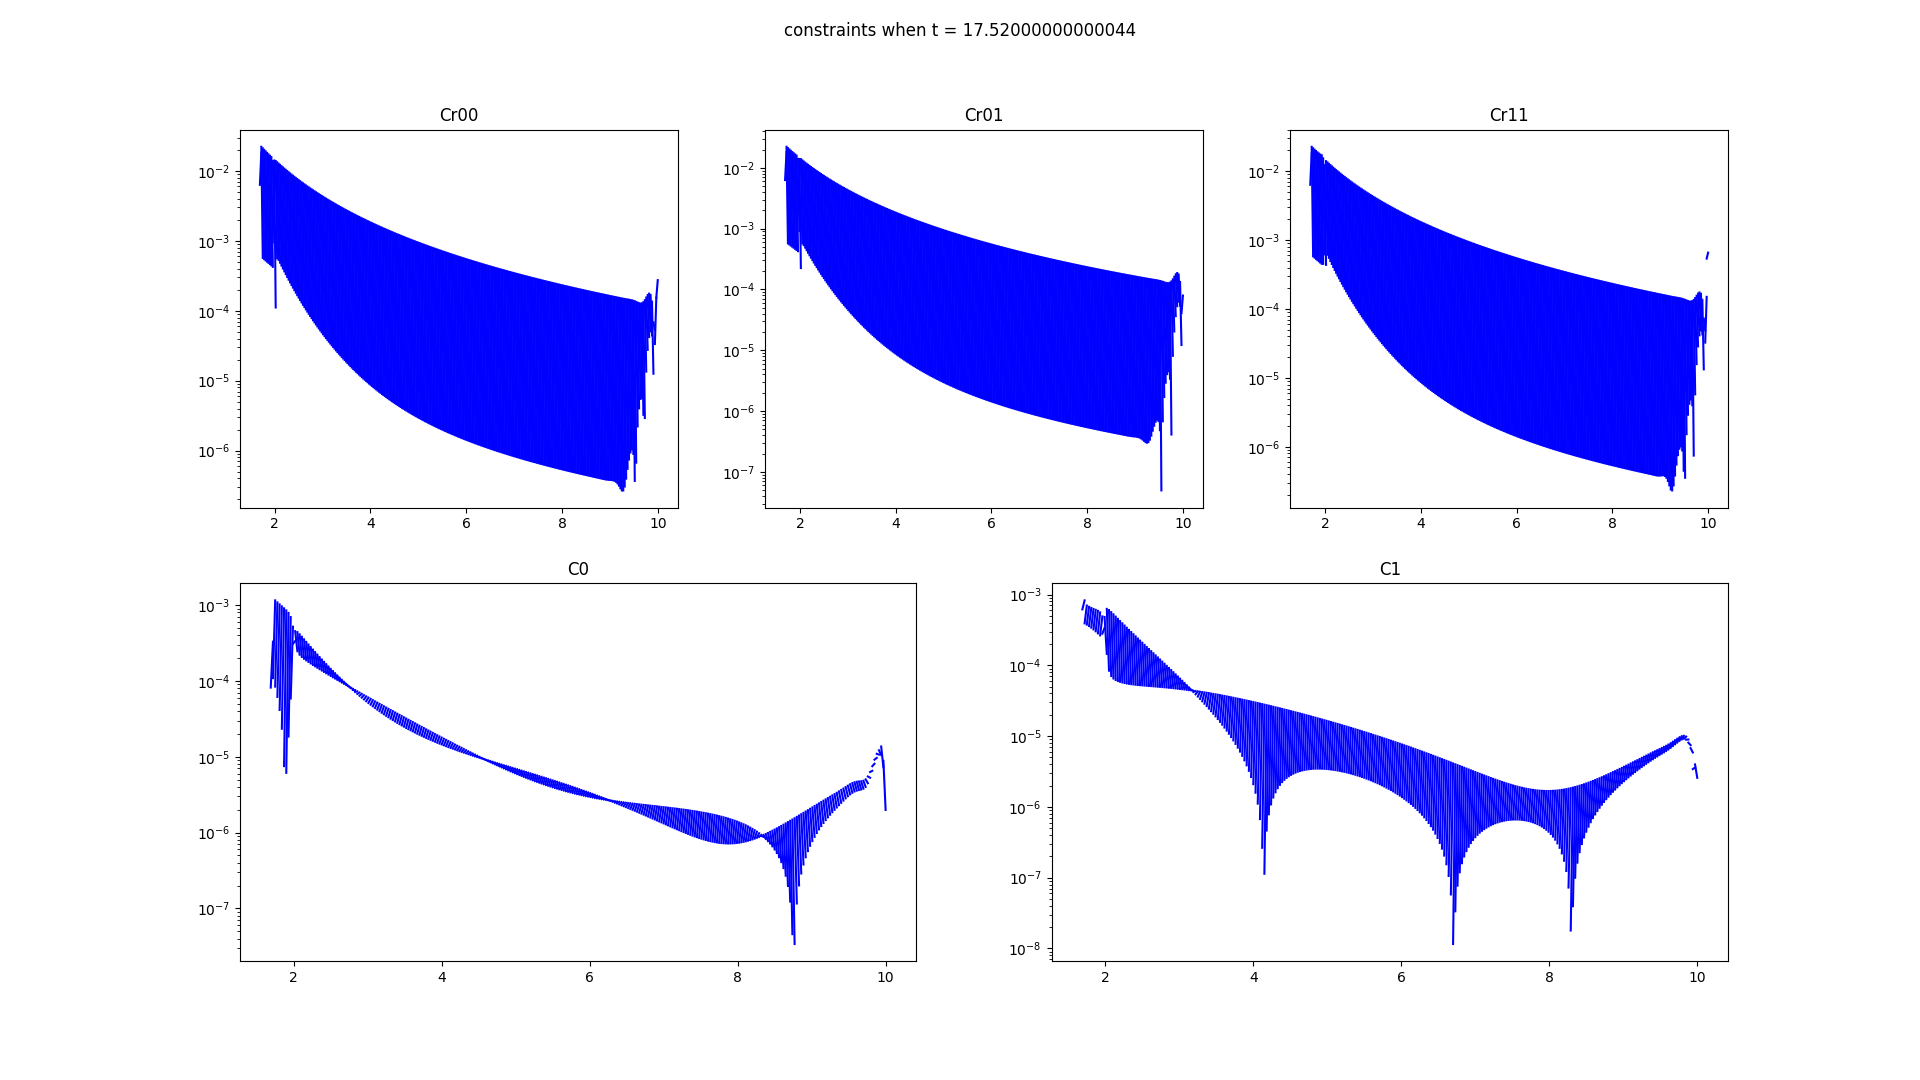 constraints when t = 17.52000000000044
Cr00 Cr01 Cr11
10⁻² 10⁻² 10⁻²
10⁻³ 10⁻³ 10⁻³
10⁻⁴ 10⁻⁴ 10⁻⁴
10⁻⁵ 10⁻⁵ 10⁻⁵
10⁻⁶ 10⁻⁶ 10⁻⁶
10⁻⁷
2 4 6 8 10 2 4 6 8 10 2 4 6 8 10
C0 C1
10⁻³ 10⁻³
10⁻⁴ 10⁻⁴
10⁻⁵ 10⁻⁵
10⁻⁶ 10⁻⁶
10⁻⁷ 10⁻⁷
10⁻⁸
2 4 6 8 10 2 4 6 8 10